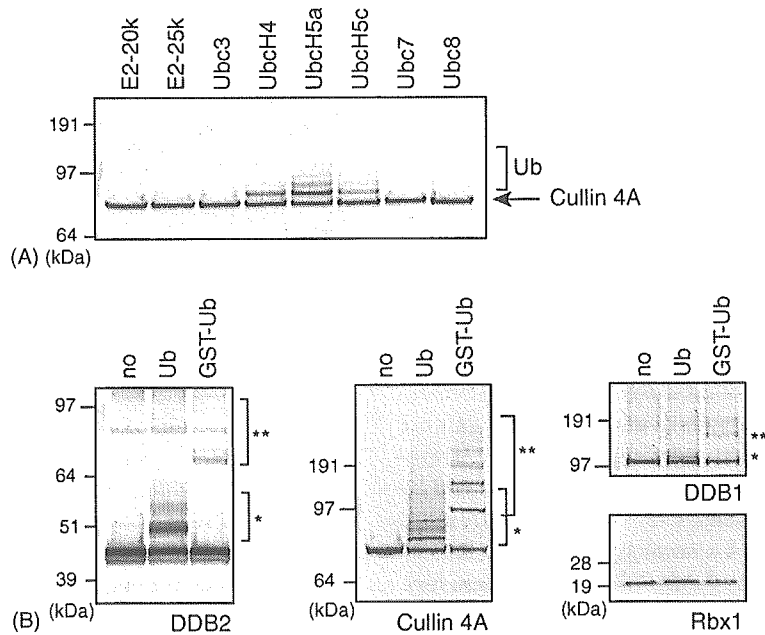 E2-20k
E2-25k
Ubc3
UbcH4
UbcH5a
UbcH5c
Ubc7
Ubc8
191
97
64
Ub
Cullin 4A
(A) (kDa)
no
Ub
GST-Ub
97
64
51
39
**
*
(B) (kDa)
DDB2
no
Ub
GST-Ub
191
97
64
**
*
(kDa)
Cullin 4A
no
Ub
GST-Ub
191
97
**
*
DDB1
28
19
(kDa)
Rbx1